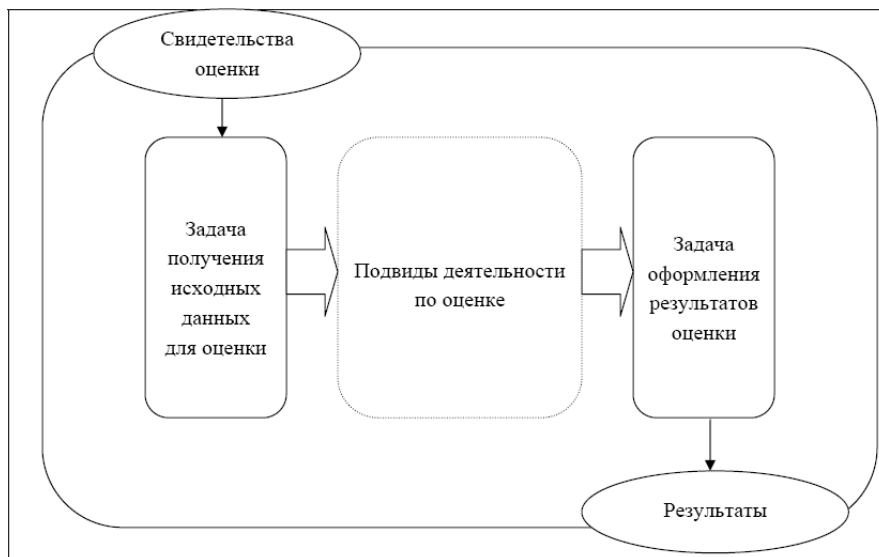 Свидетельства
оценки
Задача
получения
исходных
данных
для оценки
Подвиды деятельности
по оценке
Задача
оформления
результатов
оценки
Результаты